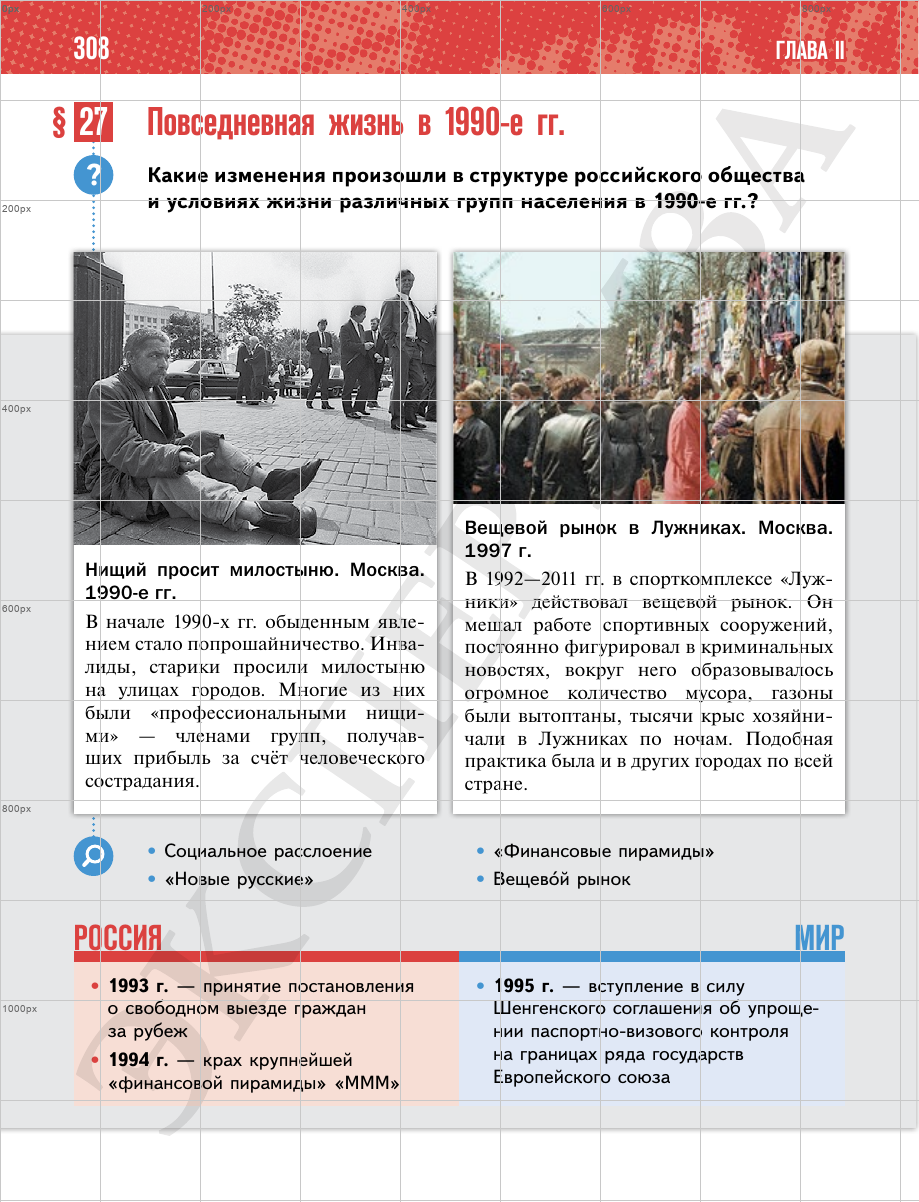 308
ГЛАВА II
§ 27
Повседневная жизнь в 1990-е гг.
?
Какие изменения произошли в структуре российского общества
и условиях жизни различных групп населения в 1990-е гг.?
Нищий просит милостыню. Москва.
1990-е гг.
В начале 1990-х гг. обыденным явле-
нием стало попрошайничество. Инва-
лиды, старики просили милостыню
на улицах городов. Многие из них
были «профессиональными нищи-
ми» — членами групп, получав-
ших прибыль за счёт человеческого
сострадания.
Вещевой рынок в Лужниках. Москва.
1997 г.
В 1992—2011 гг. в спорткомплексе «Луж-
ники» действовал вещевой рынок. Он
мешал работе спортивных сооружений,
постоянно фигурировал в криминальных
новостях, вокруг него образовывалось
огромное количество мусора, газоны
были вытоптаны, тысячи крыс хозяйни-
чали в Лужниках по ночам. Подобная
практика была и в других городах по всей
стране.
• Социальное расслоение
• «Новые русские»
• «Финансовые пирамиды»
• Вещево́й рынок
РОССИЯ
• 1993 г. — принятие постановления
о свободном выезде граждан
за рубеж
• 1994 г. — крах крупнейшей
«финансовой пирамиды» «МММ»
МИР
• 1995 г. — вступление в силу
Шенгенского соглашения об упроще-
нии паспортно-визового контроля
на границах ряда государств
Европейского союза
ЭКСПЕРТИЗА
200px
400px
600px
800px
1000px